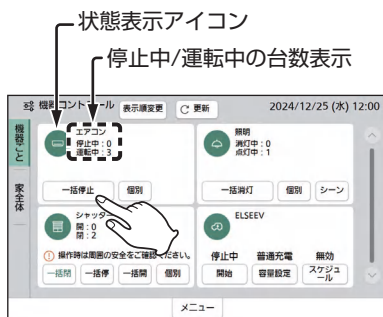 状態表示アイコン
停止中/運転中の台数表示
機器コントロール 表示順変更 更新 2024/12/25 (水) 12:00
機器ごと
家全体
エアコン
停止中:0
運転中:3
一括停止 個別
照明
消灯中:0
点灯中:1
一括消灯 個別 シーン
シャッター
開:0
閉:2
操作時は周囲の安全をご確認ください。
一括閉 一括停 一括開 個別
ELSEEV
停止中 普通充電 無効
開始 容量設定 スケジュ
ール
メニュー